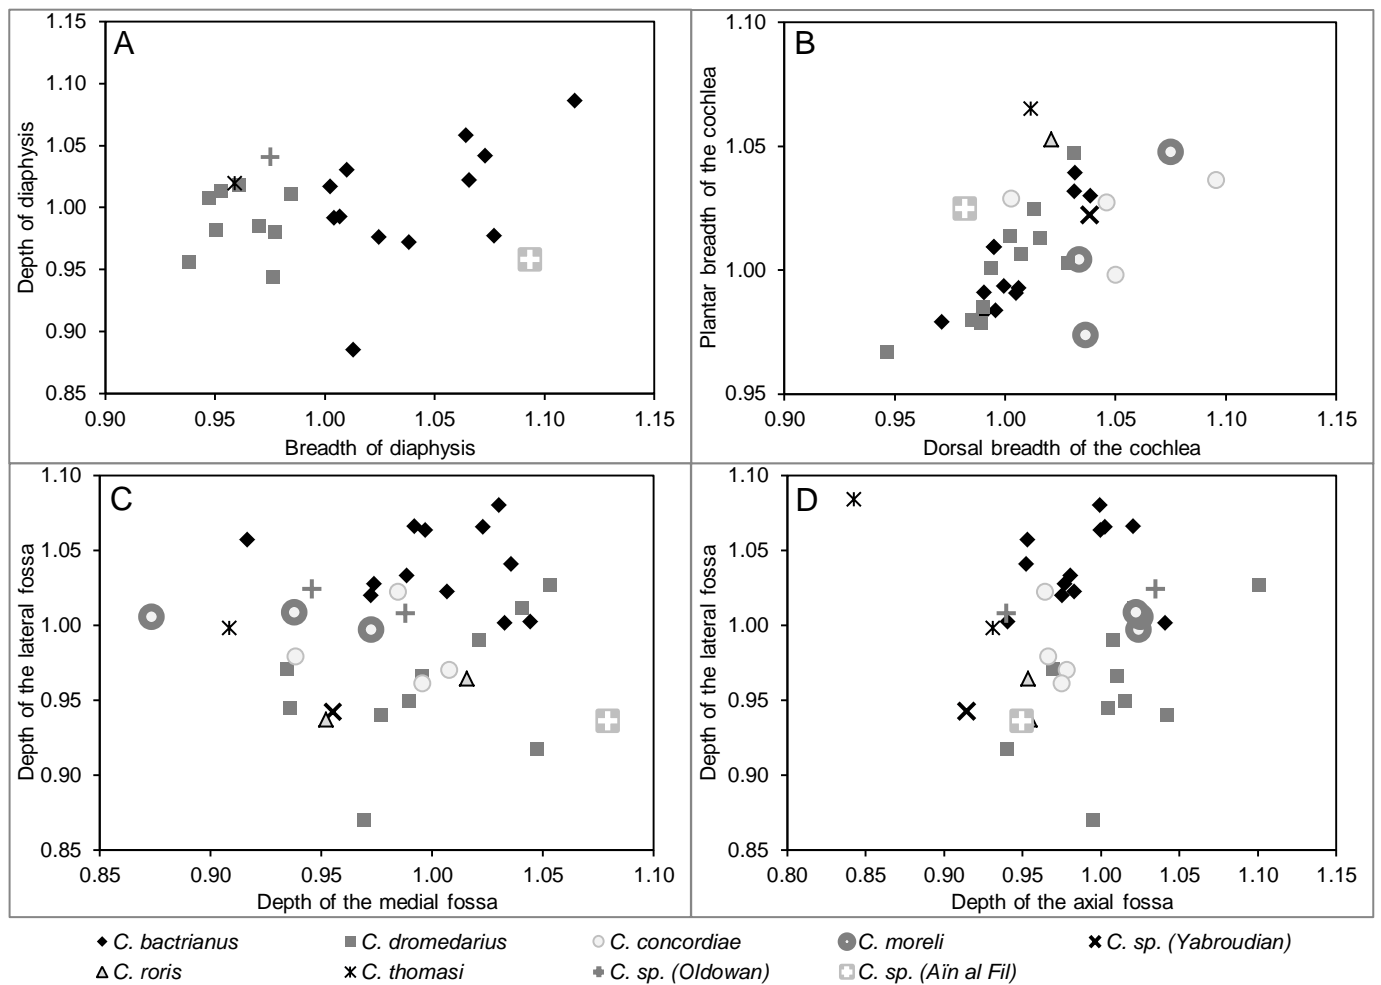 A
1.15
1.10
1.05
1.00
0.95
0.90
0.85
Depth of diaphysis
0.90 0.95 1.00 1.05 1.10 1.15
Breadth of diaphysis
B
1.10
1.05
1.00
0.95
Plantar breadth of the cochlea
0.90 0.95 1.00 1.05 1.10 1.15
Dorsal breadth of the cochlea
C
1.10
1.05
1.00
0.95
0.90
0.85
Depth of the lateral fossa
0.85 0.90 0.95 1.00 1.05 1.10
Depth of the medial fossa
D
1.10
1.05
1.00
0.95
0.90
0.85
Depth of the lateral fossa
0.80 0.85 0.90 0.95 1.00 1.05 1.10 1.15
Depth of the axial fossa
C. bactrianus C. dromedarius C. concordiae C. moreli C. sp. (Yabroudian)
C. roris C. thomasi C. sp. (Oldowan) C. sp. (Aïn al Fil)